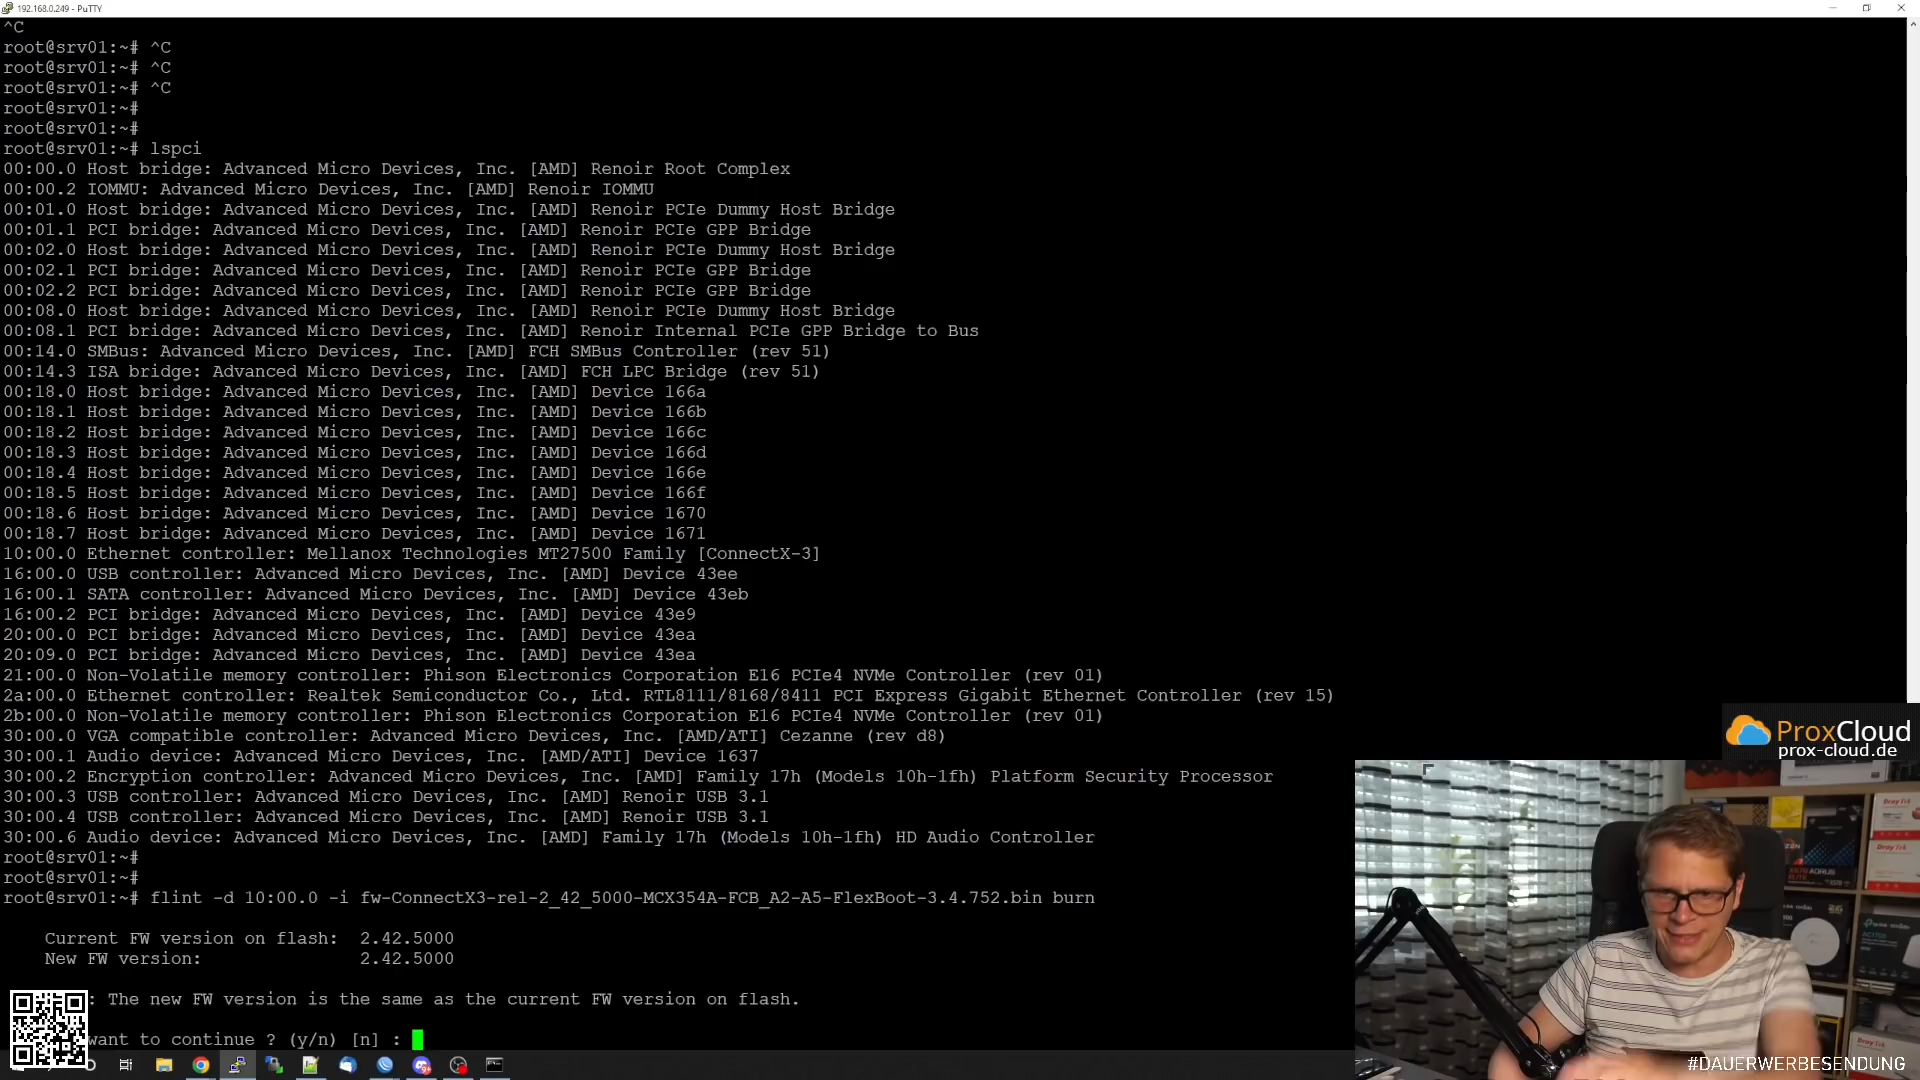 192.168.0.249 - PuTTY
^C
root@srv01:~# ^C
root@srv01:~# ^C
root@srv01:~# ^C
root@srv01:~#
root@srv01:~#
root@srv01:~# lspci
00:00.0 Host bridge: Advanced Micro Devices, Inc. [AMD] Renoir Root Complex
00:00.2 IOMMU: Advanced Micro Devices, Inc. [AMD] Renoir IOMMU
00:01.0 Host bridge: Advanced Micro Devices, Inc. [AMD] Renoir PCIe Dummy Host Bridge
00:01.1 PCI bridge: Advanced Micro Devices, Inc. [AMD] Renoir PCIe GPP Bridge
00:02.0 Host bridge: Advanced Micro Devices, Inc. [AMD] Renoir PCIe Dummy Host Bridge
00:02.1 PCI bridge: Advanced Micro Devices, Inc. [AMD] Renoir PCIe GPP Bridge
00:02.2 PCI bridge: Advanced Micro Devices, Inc. [AMD] Renoir PCIe GPP Bridge
00:08.0 Host bridge: Advanced Micro Devices, Inc. [AMD] Renoir PCIe Dummy Host Bridge
00:08.1 PCI bridge: Advanced Micro Devices, Inc. [AMD] Renoir Internal PCIe GPP Bridge to Bus
00:14.0 SMBus: Advanced Micro Devices, Inc. [AMD] FCH SMBus Controller (rev 51)
00:14.3 ISA bridge: Advanced Micro Devices, Inc. [AMD] FCH LPC Bridge (rev 51)
00:18.0 Host bridge: Advanced Micro Devices, Inc. [AMD] Device 166a
00:18.1 Host bridge: Advanced Micro Devices, Inc. [AMD] Device 166b
00:18.2 Host bridge: Advanced Micro Devices, Inc. [AMD] Device 166c
00:18.3 Host bridge: Advanced Micro Devices, Inc. [AMD] Device 166d
00:18.4 Host bridge: Advanced Micro Devices, Inc. [AMD] Device 166e
00:18.5 Host bridge: Advanced Micro Devices, Inc. [AMD] Device 166f
00:18.6 Host bridge: Advanced Micro Devices, Inc. [AMD] Device 1670
00:18.7 Host bridge: Advanced Micro Devices, Inc. [AMD] Device 1671
10:00.0 Ethernet controller: Mellanox Technologies MT27500 Family [ConnectX-3]
16:00.0 USB controller: Advanced Micro Devices, Inc. [AMD] Device 43ee
16:00.1 SATA controller: Advanced Micro Devices, Inc. [AMD] Device 43eb
16:00.2 PCI bridge: Advanced Micro Devices, Inc. [AMD] Device 43e9
20:00.0 PCI bridge: Advanced Micro Devices, Inc. [AMD] Device 43ea
20:09.0 PCI bridge: Advanced Micro Devices, Inc. [AMD] Device 43ea
21:00.0 Non-Volatile memory controller: Phison Electronics Corporation E16 PCIe4 NVMe Controller (rev 01)
2a:00.0 Ethernet controller: Realtek Semiconductor Co., Ltd. RTL8111/8168/8411 PCI Express Gigabit Ethernet Controller (rev 15)
2b:00.0 Non-Volatile memory controller: Phison Electronics Corporation E16 PCIe4 NVMe Controller (rev 01)
30:00.0 VGA compatible controller: Advanced Micro Devices, Inc. [AMD/ATI] Cezanne (rev d8)
30:00.1 Audio device: Advanced Micro Devices, Inc. [AMD/ATI] Device 1637
30:00.2 Encryption controller: Advanced Micro Devices, Inc. [AMD] Family 17h (Models 10h-1fh) Platform Security Processor
30:00.3 USB controller: Advanced Micro Devices, Inc. [AMD] Renoir USB 3.1
30:00.4 USB controller: Advanced Micro Devices, Inc. [AMD] Renoir USB 3.1
30:00.6 Audio device: Advanced Micro Devices, Inc. [AMD] Family 17h (Models 10h-1fh) HD Audio Controller
root@srv01:~#
root@srv01:~#
root@srv01:~# flint -d 10:00.0 -i fw-ConnectX3-rel-2_42_5000-MCX354A-FCB_A2-A5-FlexBoot-3.4.752.bin burn
Current FW version on flash: 2.42.5000
New FW version: 2.42.5000
: The new FW version is the same as the current FW version on flash.
want to continue ? (y/n) [n] :
ProxCloud
prox-cloud.de
DrayTek
DrayTek
#DAUERWERBESENDUNG